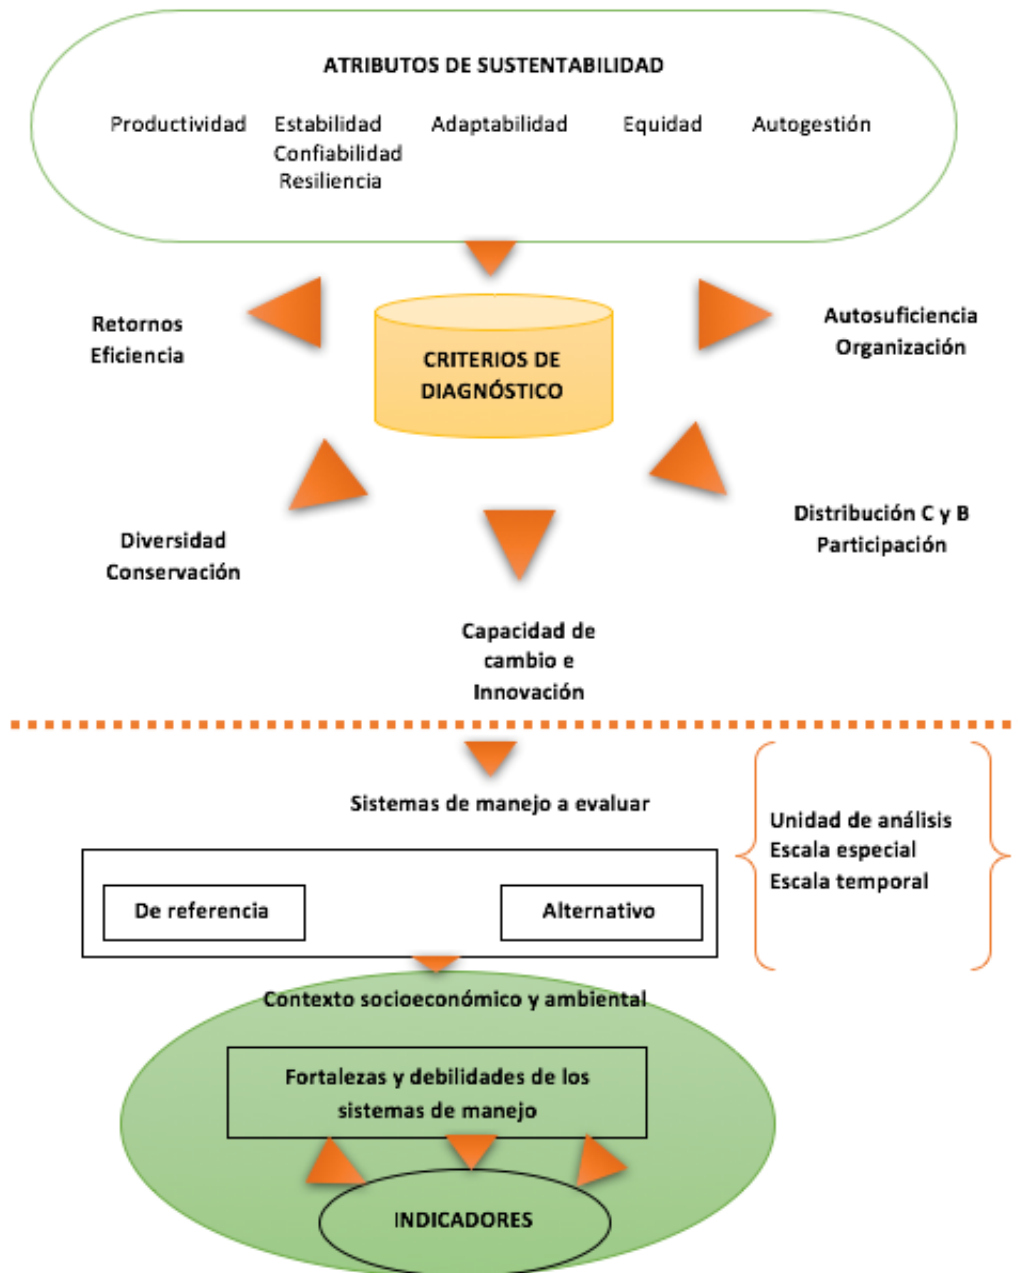 ATRIBUTOS DE SUSTENTABILIDAD
Productividad
Estabilidad
Confiabilidad
Resiliencia
Adaptabilidad
Equidad
Autogestión
Retornos
Eficiencia
CRITERIOS DE
DIAGNÓSTICO
Autosuficiencia
Organización
Diversidad
Conservación
Distribución C y B
Participación
Capacidad de
cambio e
Innovación
Sistemas de manejo a evaluar
Unidad de análisis
Escala especial
Escala temporal
De referencia
Alternativo
Contexto socioeconómico y ambiental
Fortalezas y debilidades de los
sistemas de manejo
INDICADORES